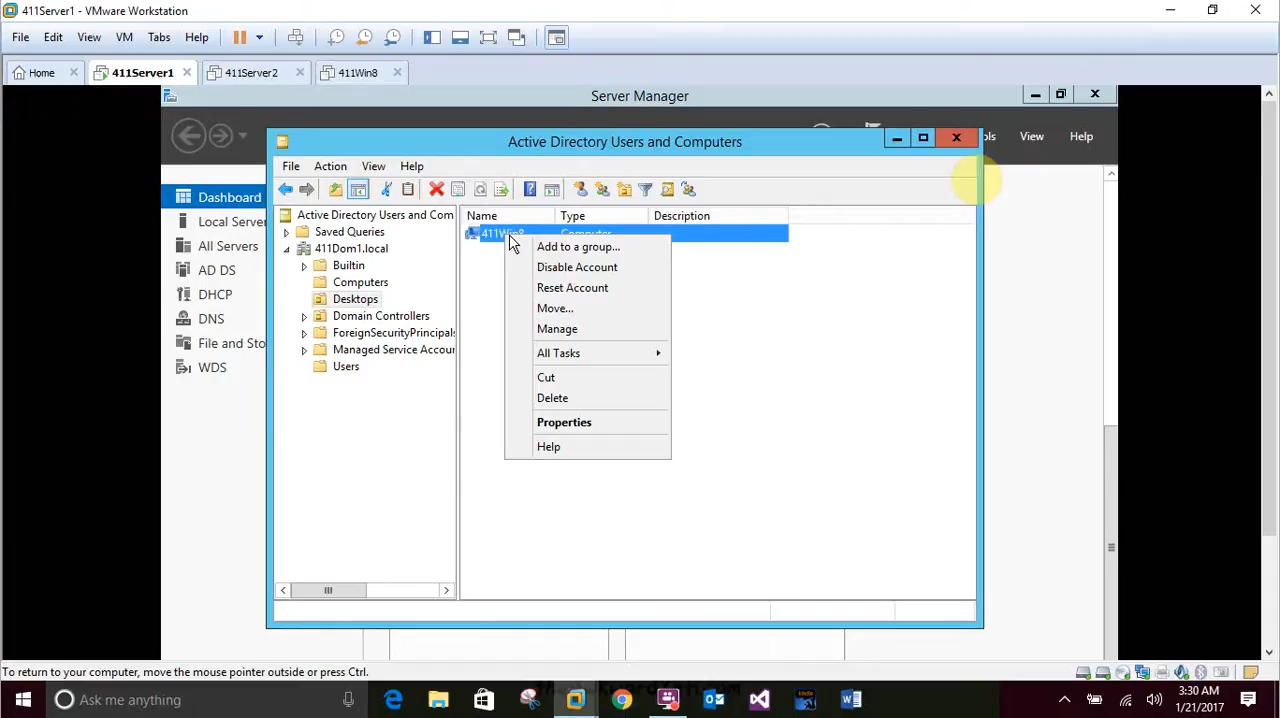 411Server1 - VMware Workstation
File Edit View VM Tabs Help
Home 411Server1 411Server2 411Win8
Server Manager
View Help
Active Directory Users and Computers
File Action View Help
Active Directory Users and Com
Saved Queries
411Dom1.local
Builtin
Computers
Desktops
Domain Controllers
ForeignSecurityPrincipals
Managed Service Accoun
Users
Name Type Description
411Win8 Computer
Add to a group...
Disable Account
Reset Account
Move...
Manage
All Tasks
Cut
Delete
Properties
Help
Dashboard
Local Server
All Servers
AD DS
DHCP
DNS
File and Sto
WDS
To return to your computer, move the mouse pointer outside or press Ctrl.
Ask me anything
3:30 AM
1/21/2017